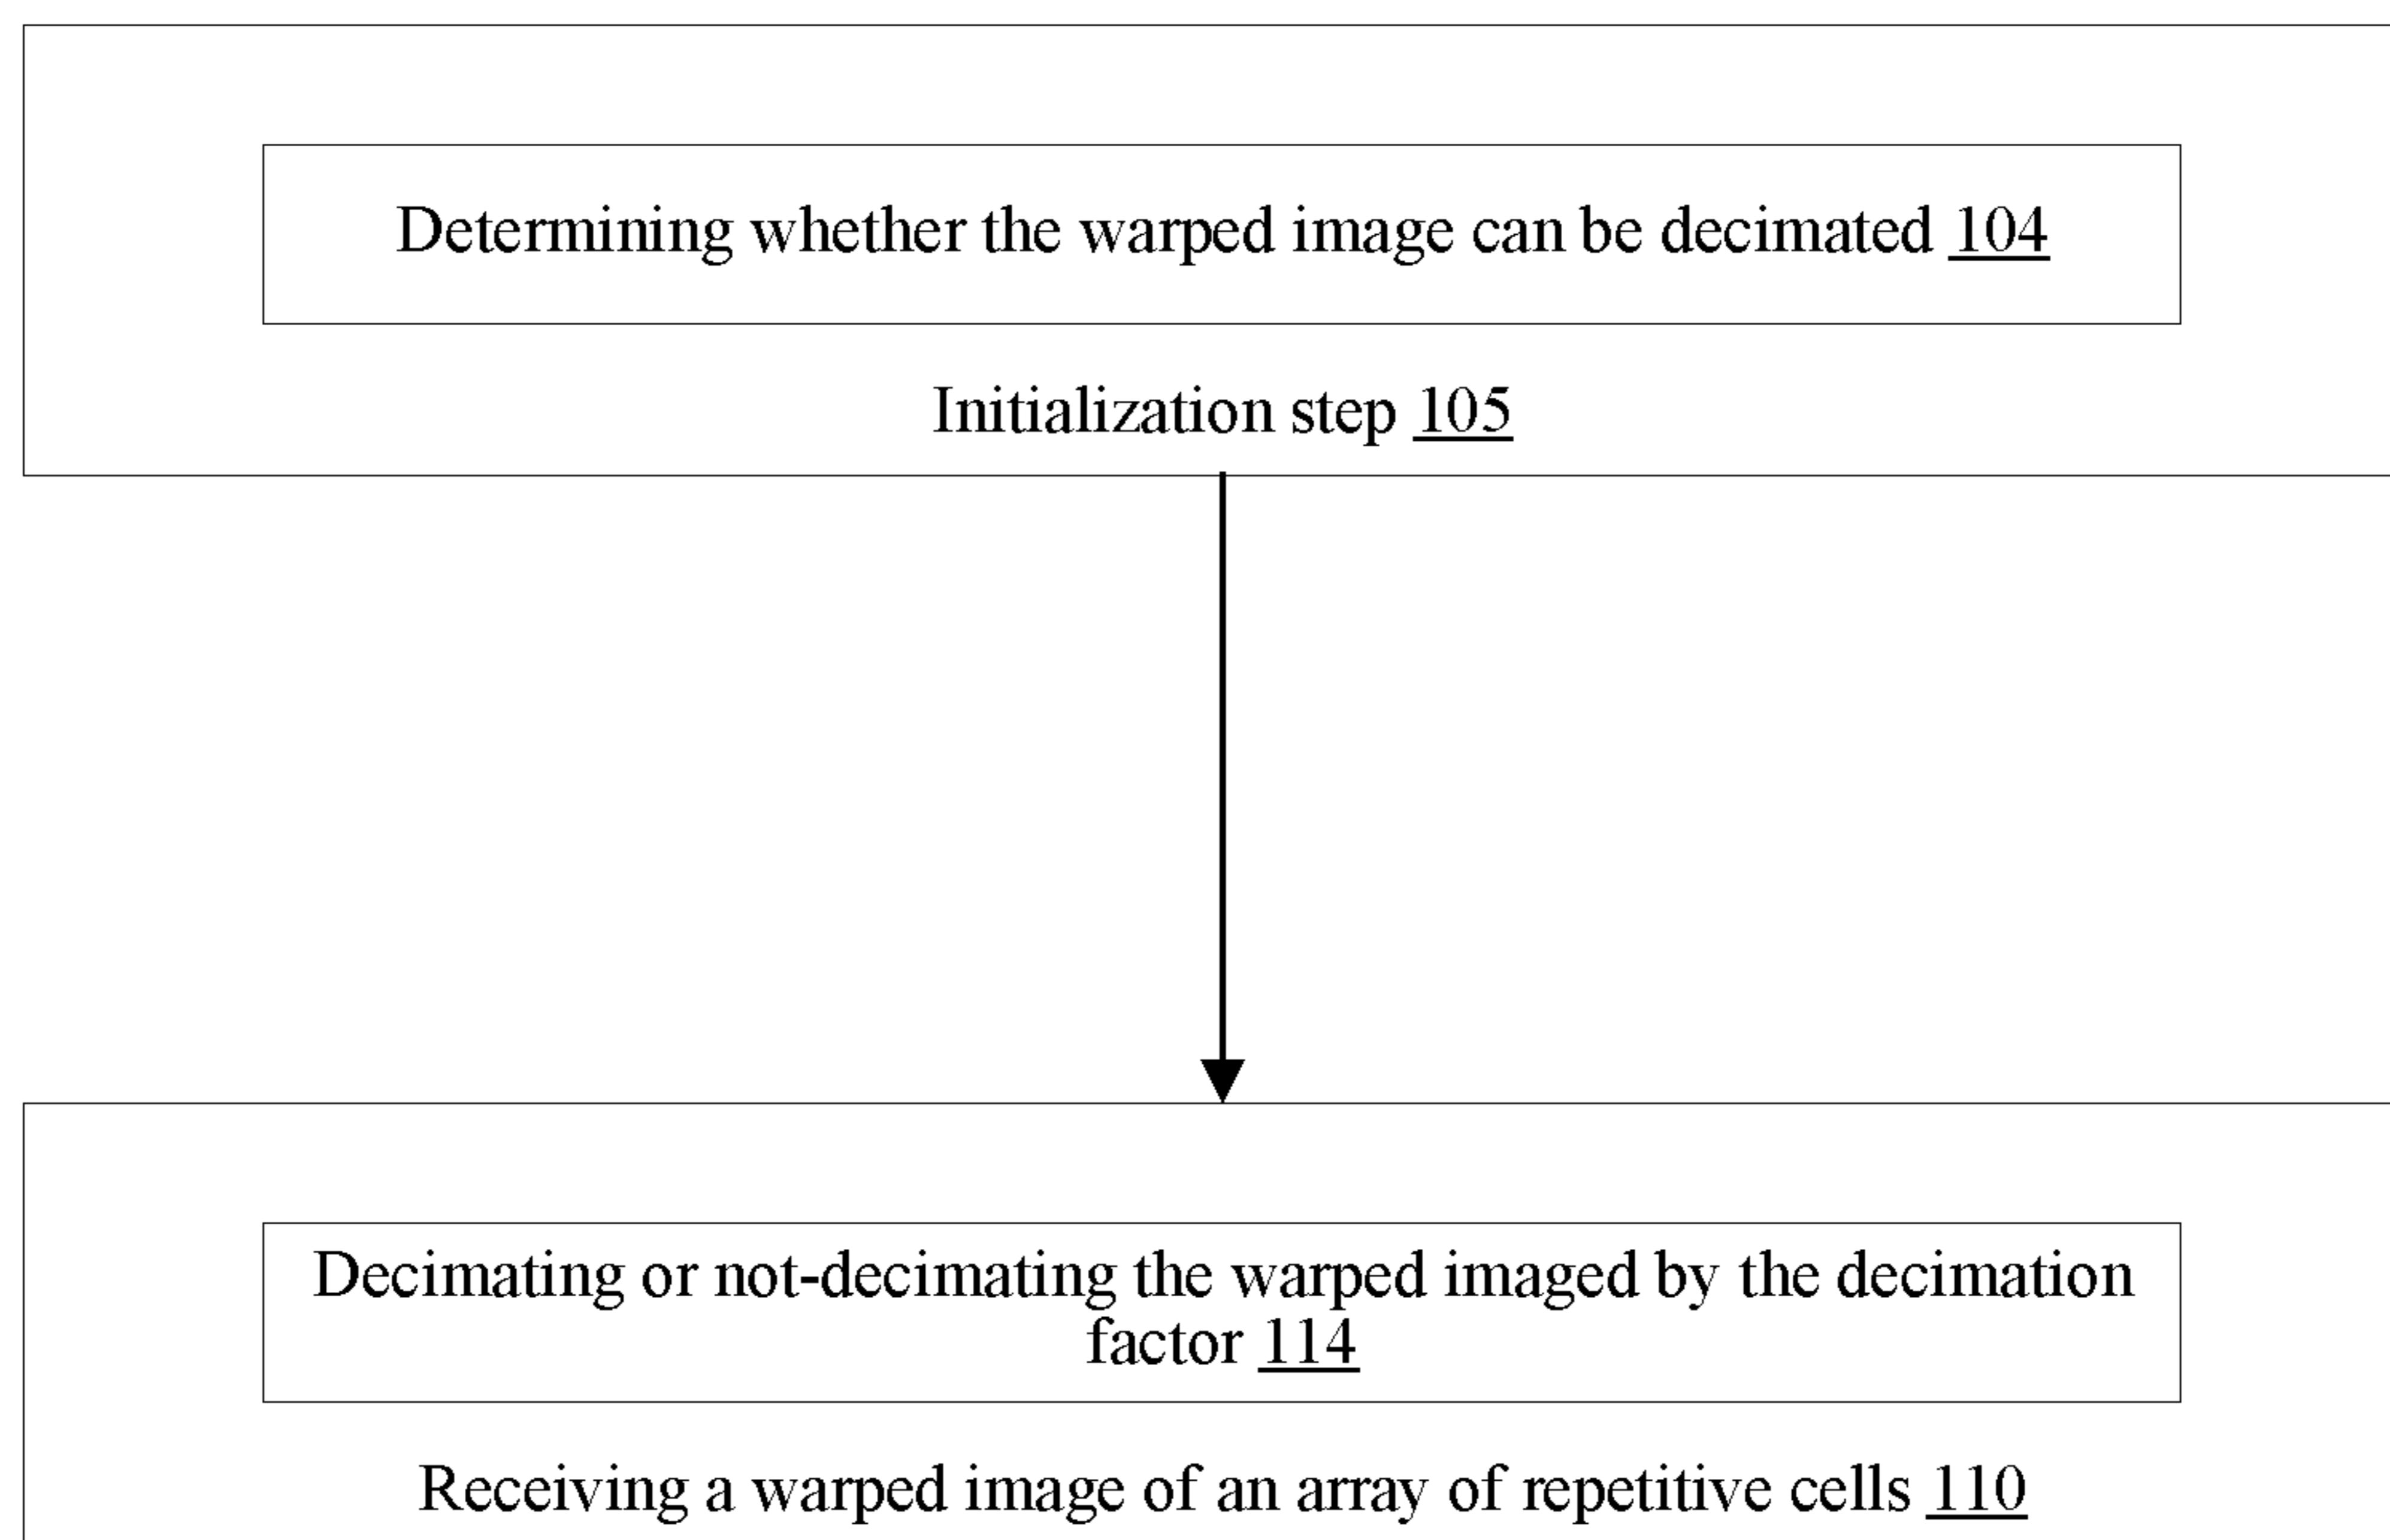 Determining whether the warped image can be decimated 104
Initialization step 105
Decimating or not-decimating the warped imaged by the decimation
factor 114
Receiving a warped image of an array of repetitive cells 110